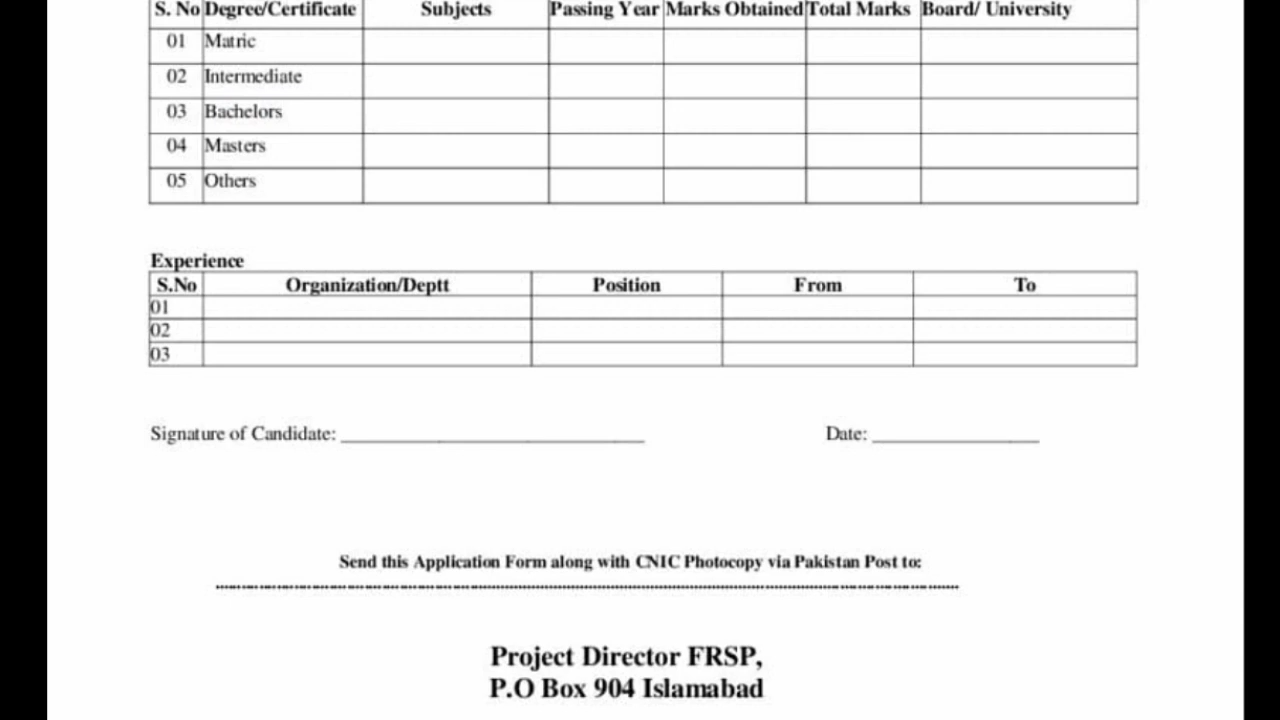 S. No Degree/Certificate Subjects Passing Year Marks Obtained Total Marks Board/ University
01 Matric
02 Intermediate
03 Bachelors
04 Masters
05 Others
Experience
S.No Organization/Deptt Position From To
01
02
03
Signature of Candidate: ______________________________ Date: ________________
Send this Application Form along with CNIC Photocopy via Pakistan Post to:
Project Director FRSP,
P.O Box 904 Islamabad